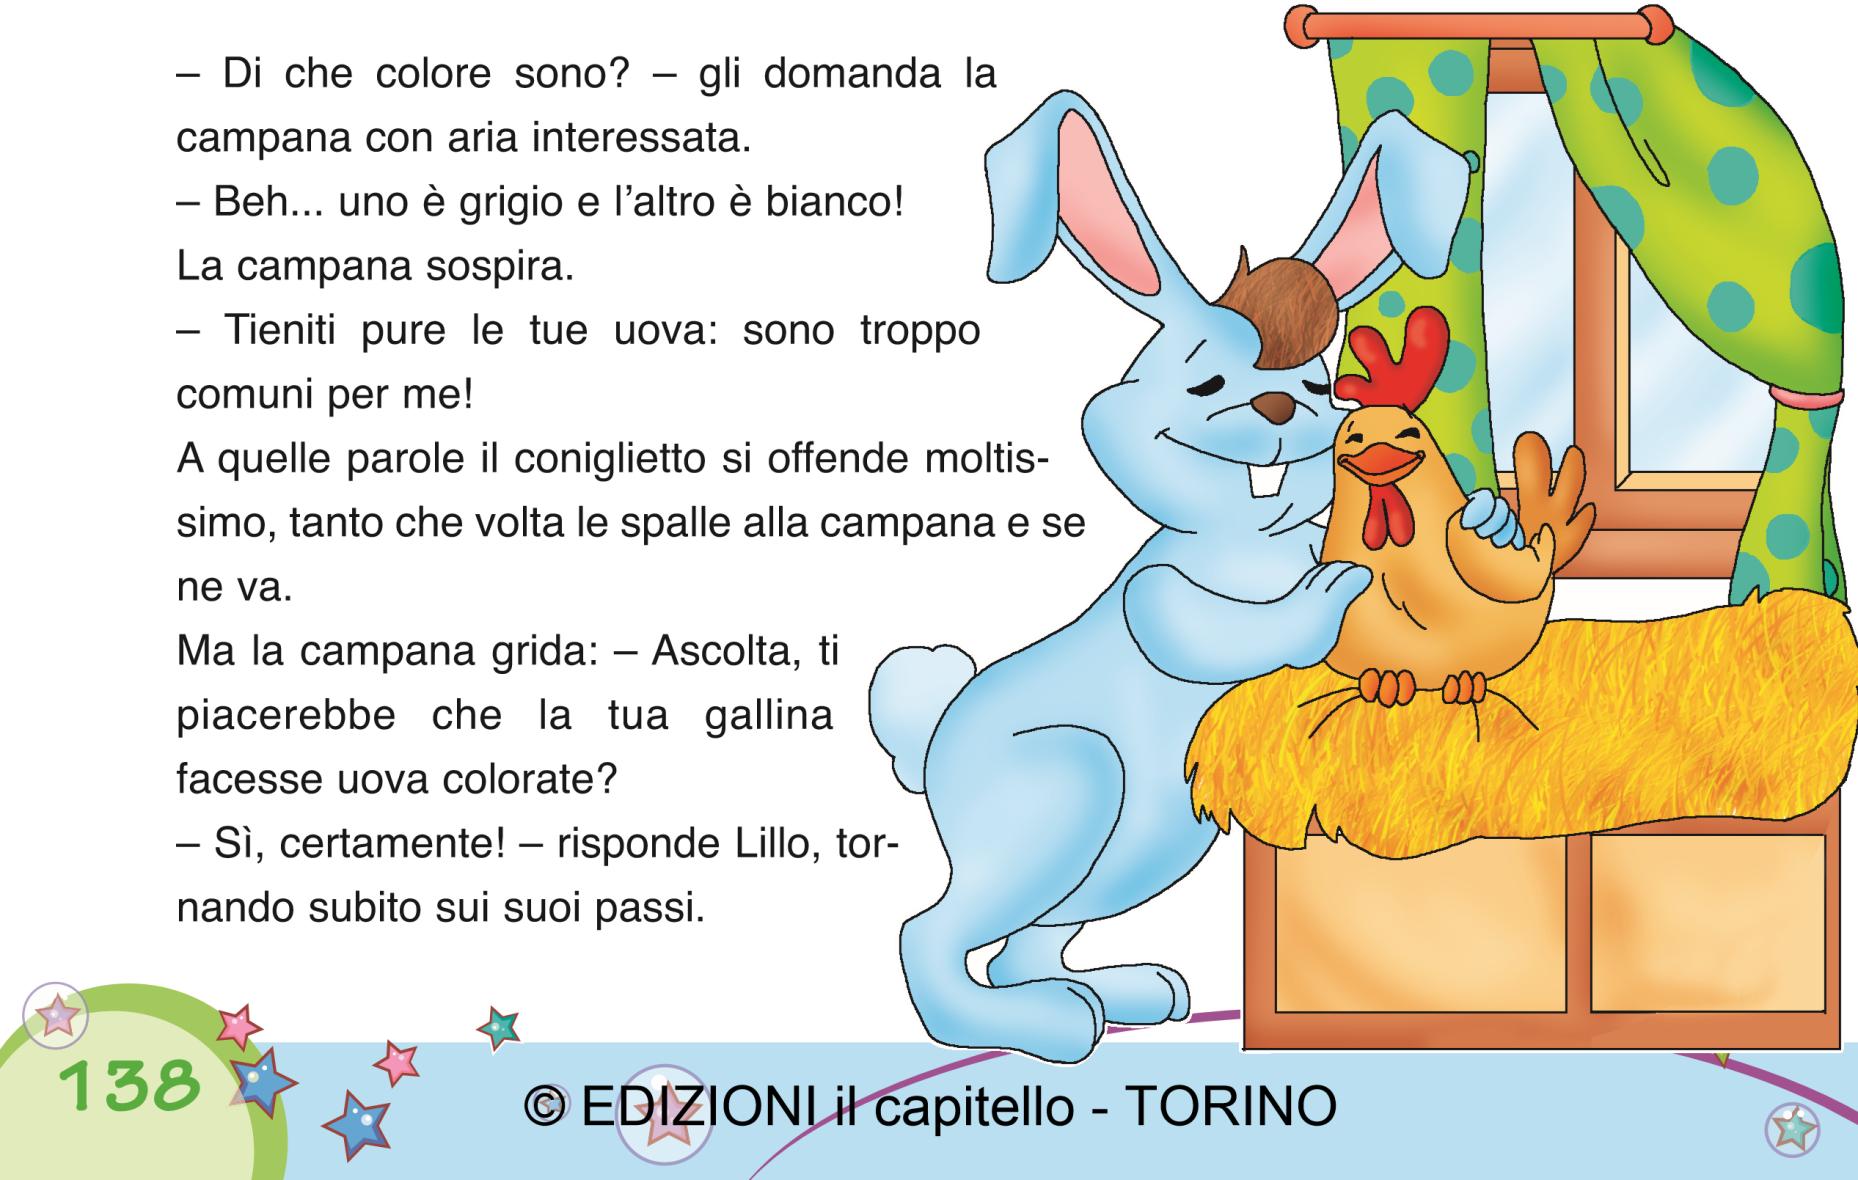 – Di che colore sono? – gli domanda la
campana con aria interessata.
– Beh... uno è grigio e l’altro è bianco!
La campana sospira.
– Tieniti pure le tue uova: sono troppo
comuni per me!
A quelle parole il coniglietto si offende moltis-
simo, tanto che volta le spalle alla campana e se
ne va.
Ma la campana grida: – Ascolta, ti
piacerebbe che la tua gallina
facesse uova colorate?
– Sì, certamente! – risponde Lillo, tor-
nando subito sui suoi passi.
138
© EDIZIONI il capitello - TORINO